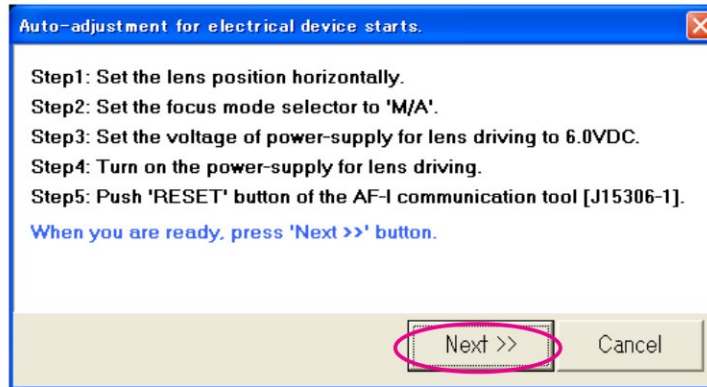 Auto-adjustment for electrical device starts.
Step1: Set the lens position horizontally.
Step2: Set the focus mode selector to 'M/A'.
Step3: Set the voltage of power-supply for lens driving to 6.0VDC.
Step4: Turn on the power-supply for lens driving.
Step5: Push 'RESET' button of the AF-I communication tool [J15306-1].
When you are ready, press 'Next >>' button.
Next >>
Cancel